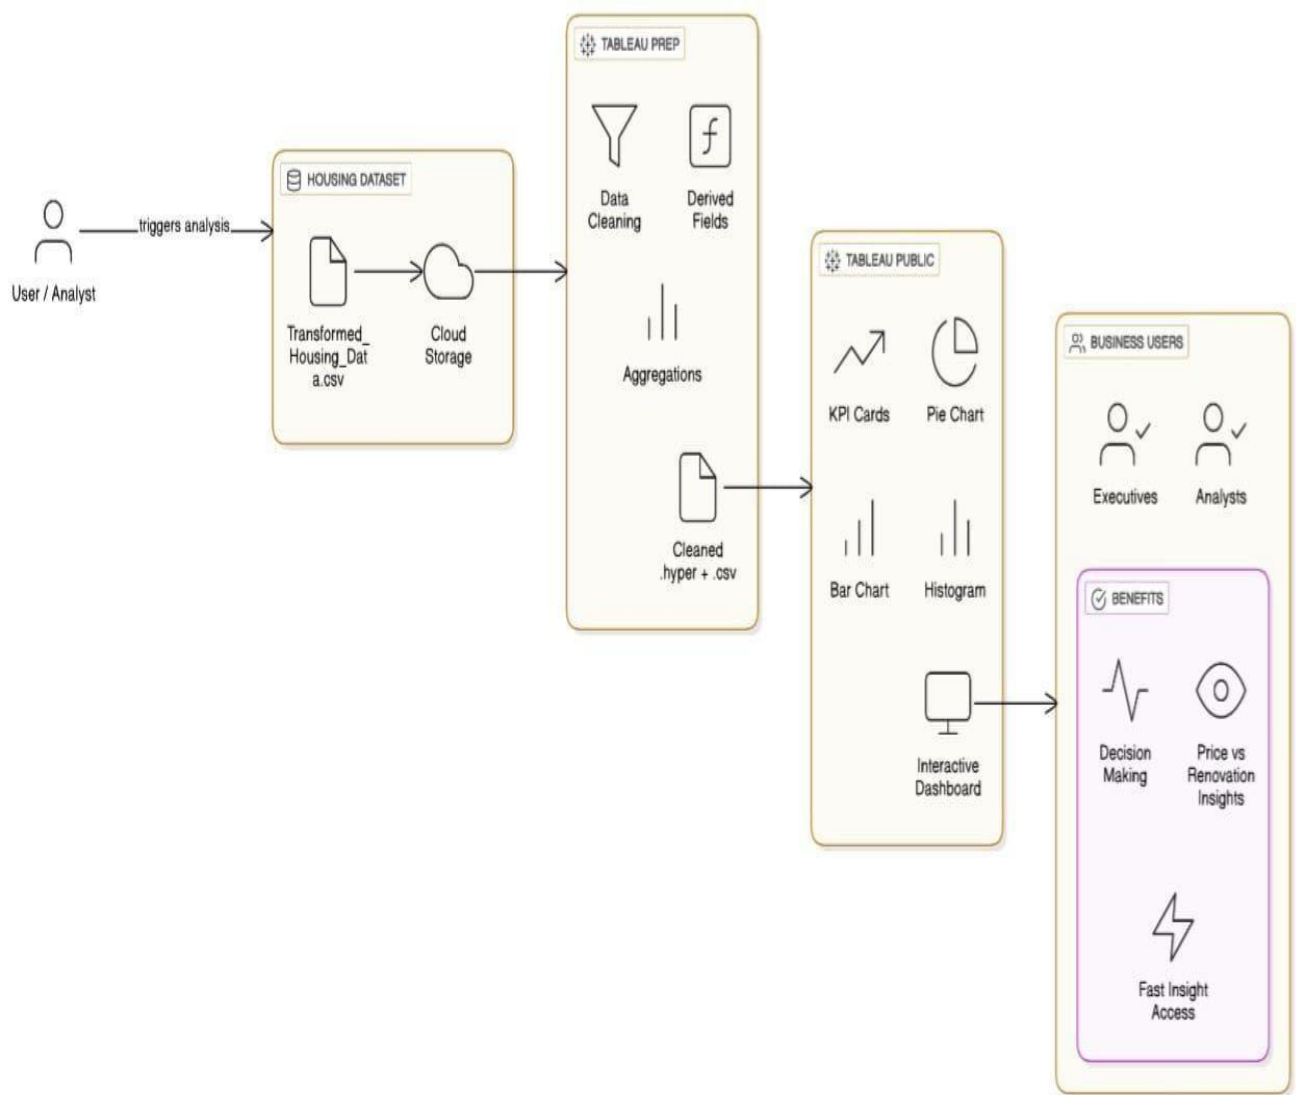 TABLEAU PREP
Data
Cleaning
Derived
Fields
Aggregations
Cleaned
.hyper + .csv
HOUSING DATASET
triggers analysis
User / Analyst
Transformed_
Housing_Dat
a.csv
Cloud
Storage
TABLEAU PUBLIC
KPI Cards
Pie Chart
Bar Chart
Histogram
Interactive
Dashboard
BUSINESS USERS
Executives
Analysts
BENEFITS
Decision
Making
Price vs
Renovation
Insights
Fast Insight
Access